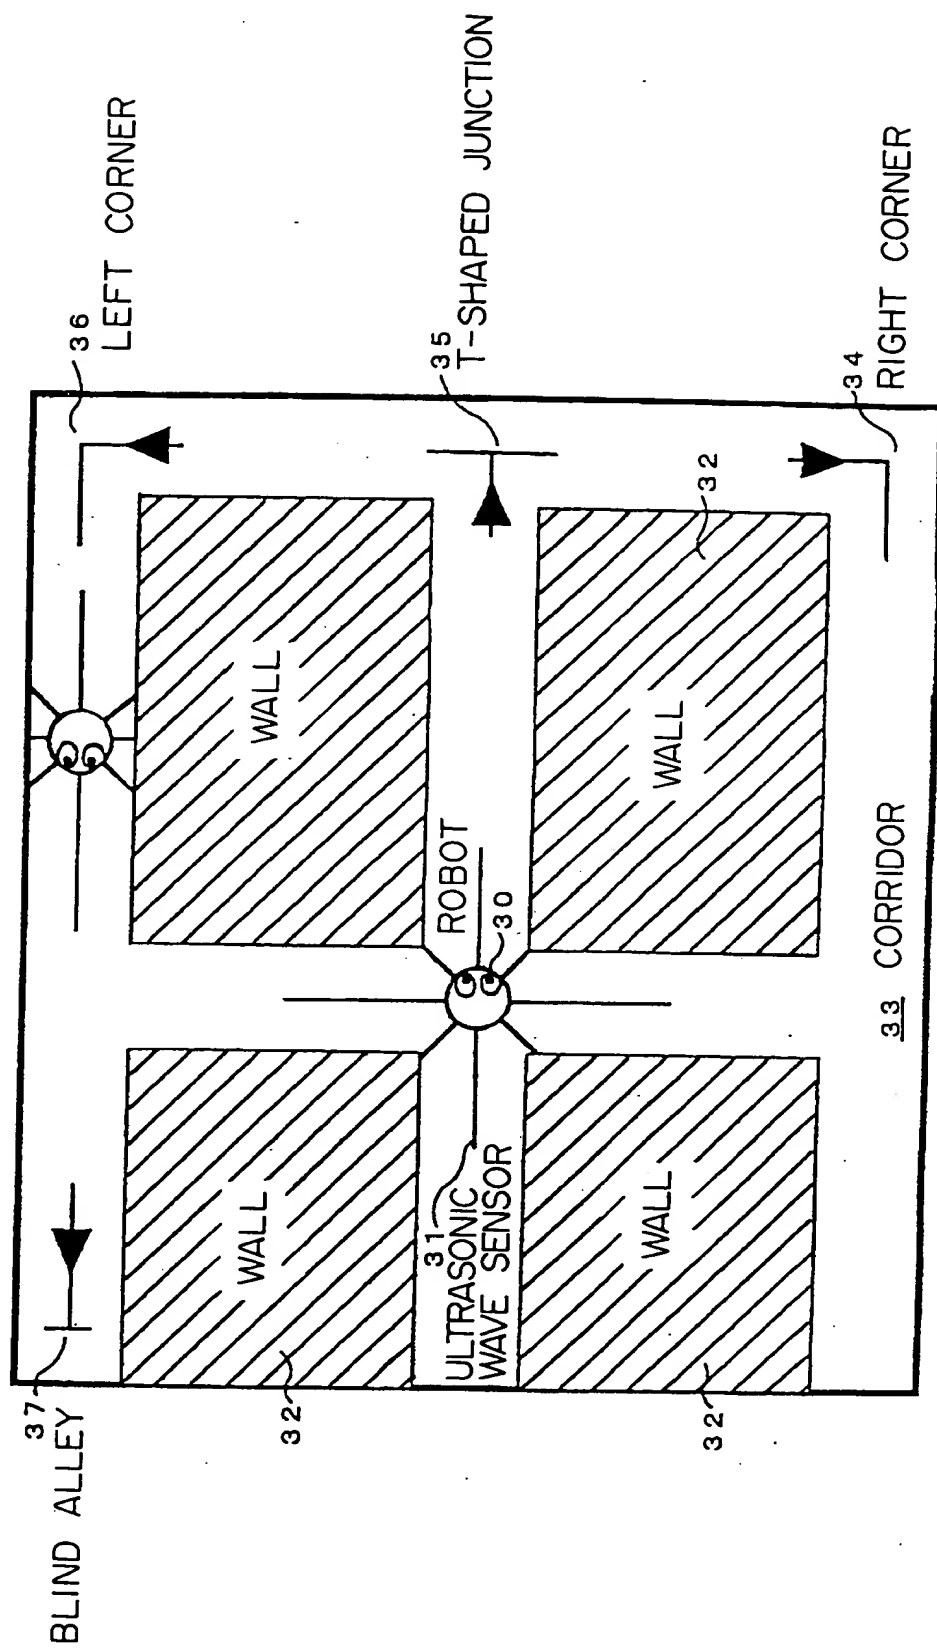 37
BLIND ALLEY
36
LEFT CORNER
35
T-SHAPED JUNCTION
34
RIGHT CORNER
WALL
WALL
WALL
WALL
32
32
32
ROBOT
30
31
ULTRASONIC
WAVE SENSOR
33 CORRIDOR